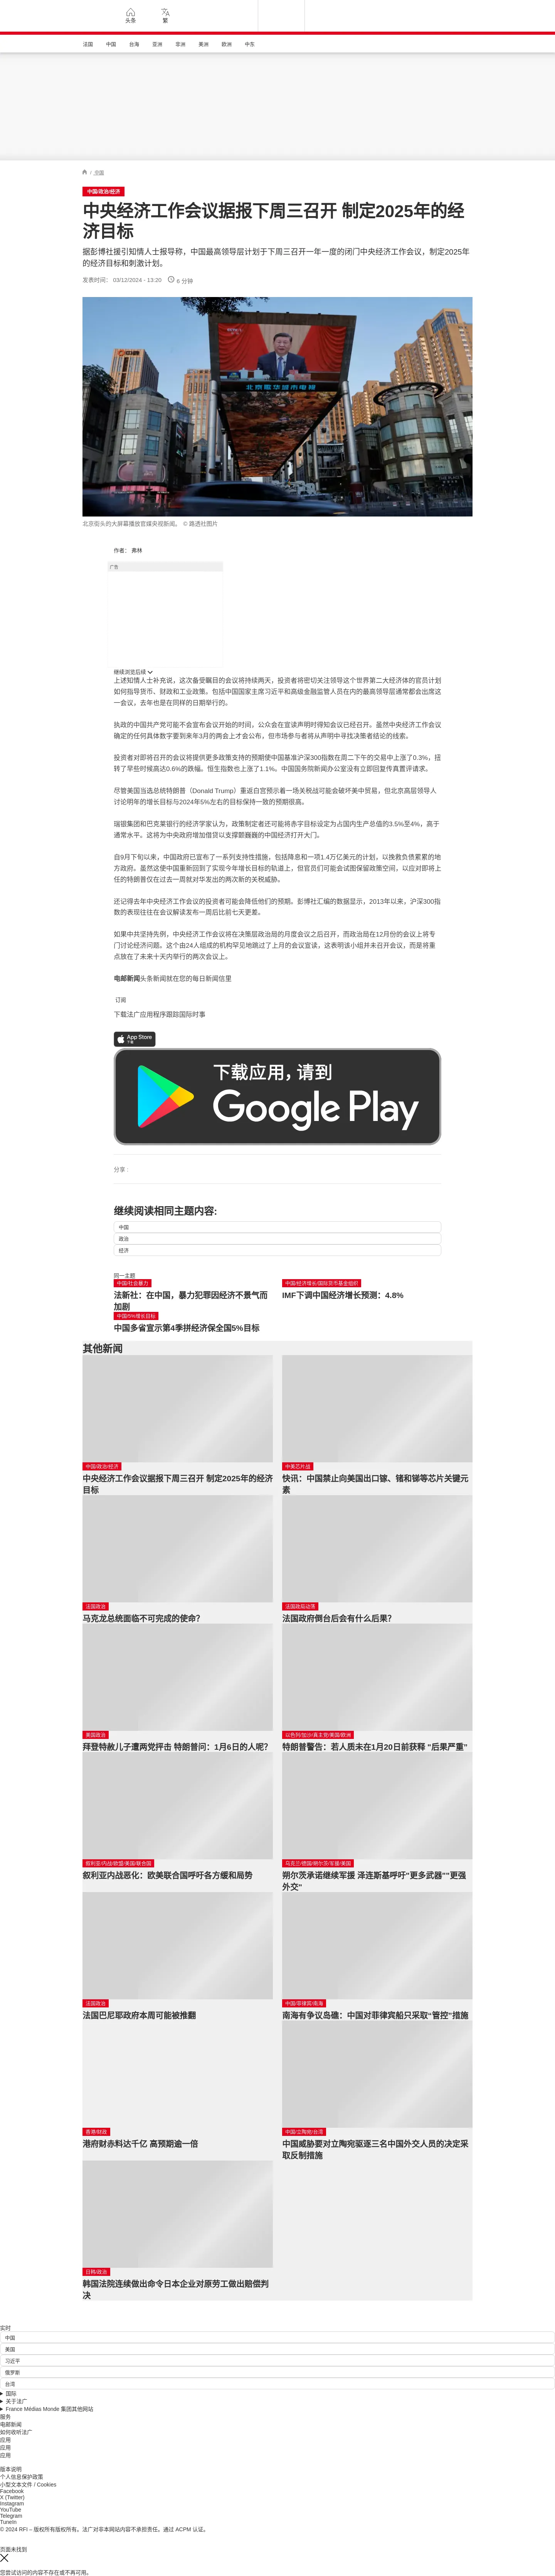 头条
繁
法国
中国
台海
亚洲
非洲
美洲
欧洲
中东
/ 中国
中国/政治/经济
中央经济工作会议据报下周三召开 制定2025年的经
济目标
据彭博社援引知情人士报导称，中国最高领导层计划于下周三召开一年一度的闭门中央经济工作会议，制定2025年
的经济目标和刺激计划。
发表时间： 03/12/2024 - 13:20 6 分钟
北京街头的大屏幕播放官媒央视新闻。 © 路透社图片
作者： 弗林
广告
继续浏览后续
上述知情人士补充说，这次备受瞩目的会议将持续两天，投资者将密切关注领导这个世界第二大经济体的官员计划
如何指导货币、财政和工业政策。包括中国国家主席习近平和高级金融监管人员在内的最高领导层通常都会出席这
一会议，去年也是在同样的日期举行的。
执政的中国共产党可能不会宣布会议开始的时间，公众会在宣读声明时得知会议已经召开。虽然中央经济工作会议
确定的任何具体数字要到来年3月的两会上才会公布，但市场参与者将从声明中寻找决策者结论的线索。
投资者对即将召开的会议将提供更多政策支持的预期使中国基准沪深300指数在周二下午的交易中上涨了0.3%，扭
转了早些时候高达0.6%的跌幅。恒生指数也上涨了1.1%。中国国务院新闻办公室没有立即回复传真置评请求。
尽管美国当选总统特朗普（Donald Trump）重返白宫预示着一场关税战可能会破坏美中贸易，但北京高层领导人
讨论明年的增长目标与2024年5%左右的目标保持一致的预期很高。
瑞银集团和巴克莱银行的经济学家认为，政策制定者还可能将赤字目标设定为占国内生产总值的3.5%至4%，高于
通常水平。这将为中央政府增加借贷以支撑颤巍巍的中国经济打开大门。
自9月下旬以来，中国政府已宣布了一系列支持性措施，包括降息和一项1.4万亿美元的计划，以挽救负债累累的地
方政府。虽然这使中国重新回到了实现今年增长目标的轨道上，但官员们可能会试图保留政策空间，以应对即将上
任的特朗普仅在过去一周就对华发出的两次新的关税威胁。
还记得去年中央经济工作会议的投资者可能会降低他们的预期。彭博社汇编的数据显示，2013年以来，沪深300指
数的表现往往在会议解读发布一周后比前七天更差。
如果中共坚持先例，中央经济工作会议将在决策层政治局的月度会议之后召开，而政治局在12月份的会议上将专
门讨论经济问题。这个由24人组成的机构罕见地跳过了上月的会议宣读，这表明该小组并未召开会议，而是将重
点放在了未来十天内举行的两次会议上。
电邮新闻头条新闻就在您的每日新闻信里
订阅
下载法广应用程序跟踪国际时事
App Store
下载
下载应用，请到
Google Play
分享 :
继续阅读相同主题内容:
中国
政治
经济
同一主题
中国/社会暴力
法新社：在中国，暴力犯罪因经济不景气而
加剧
中国/经济增长/国际货币基金组织
IMF下调中国经济增长预测：4.8%
中国/5%增长目标
中国多省宣示第4季拼经济保全国5%目标
其他新闻
中国/政治/经济
中央经济工作会议据报下周三召开 制定2025年的经济
目标
中美芯片战
快讯：中国禁止向美国出口镓、锗和锑等芯片关键元
素
法国政治
马克龙总统面临不可完成的使命？
法国政局动荡
法国政府倒台后会有什么后果？
美国政治
拜登特赦儿子遭两党抨击 特朗普问：1月6日的人呢？
以色列/加沙/真主党/美国/欧洲
特朗普警告：若人质未在1月20日前获释 "后果严重"
叙利亚/内战/欧盟/美国/联合国
叙利亚内战恶化：欧美联合国呼吁各方缓和局势
乌克兰/德国/朔尔茨/军援/美国
朔尔茨承诺继续军援 泽连斯基呼吁"更多武器""更强
外交"
法国政治
法国巴尼耶政府本周可能被推翻
中国/菲律宾/南海
南海有争议岛礁：中国对菲律宾船只采取“管控”措施
香港/财政
港府财赤料达千亿 高预期逾一倍
中国/立陶宛/台湾
中国威胁要对立陶宛驱逐三名中国外交人员的决定采
取反制措施
日韩/政治
韩国法院连续做出命令日本企业对原劳工做出赔偿判
决
实时
中国
美国
习近平
俄罗斯
台湾
国际
关于法广
France Médias Monde 集团其他网站
服务
电邮新闻
如何收听法广
应用
应用
应用
版本说明
个人信息保护政策
小型文本文件 / Cookies
Facebook
X (Twitter)
Instagram
YouTube
Telegram
TuneIn
© 2024 RFI – 版权所有版权所有。法广对非本网站内容不承担责任。通过 ACPM 认证。
页面未找到
您尝试访问的内容不存在或不再可用。